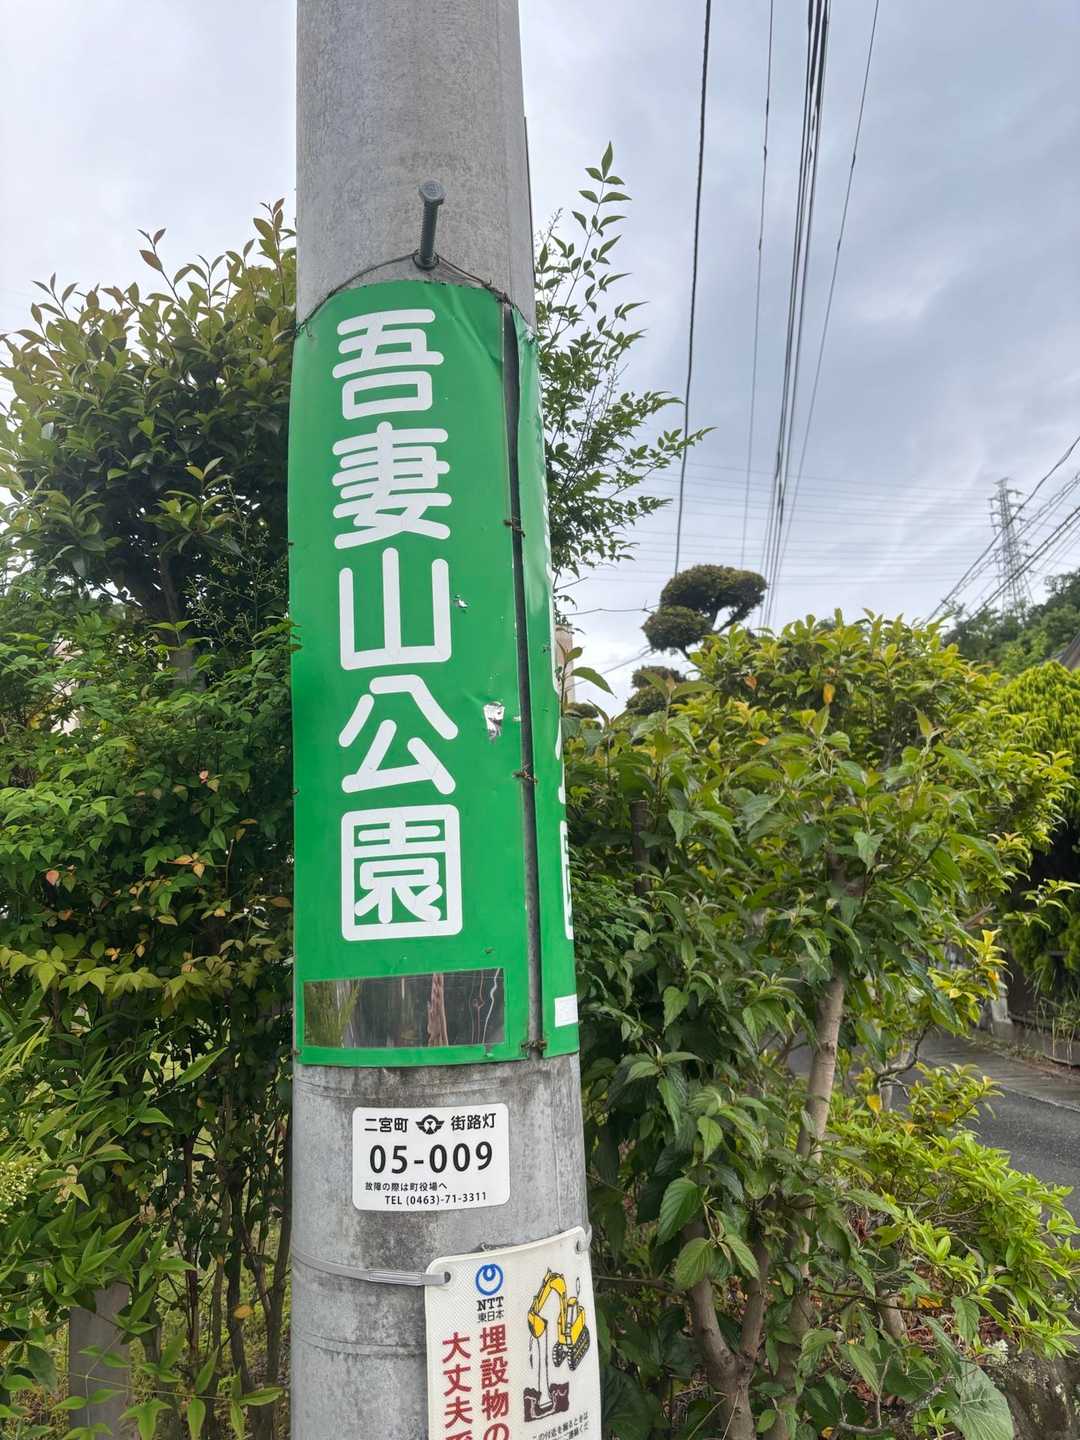 吾妻山公園
二宮町 街路灯
05-009
故障の際は町役場へ
TEL (0463)-71-3311
NTT
東日本
埋設物の
大丈夫